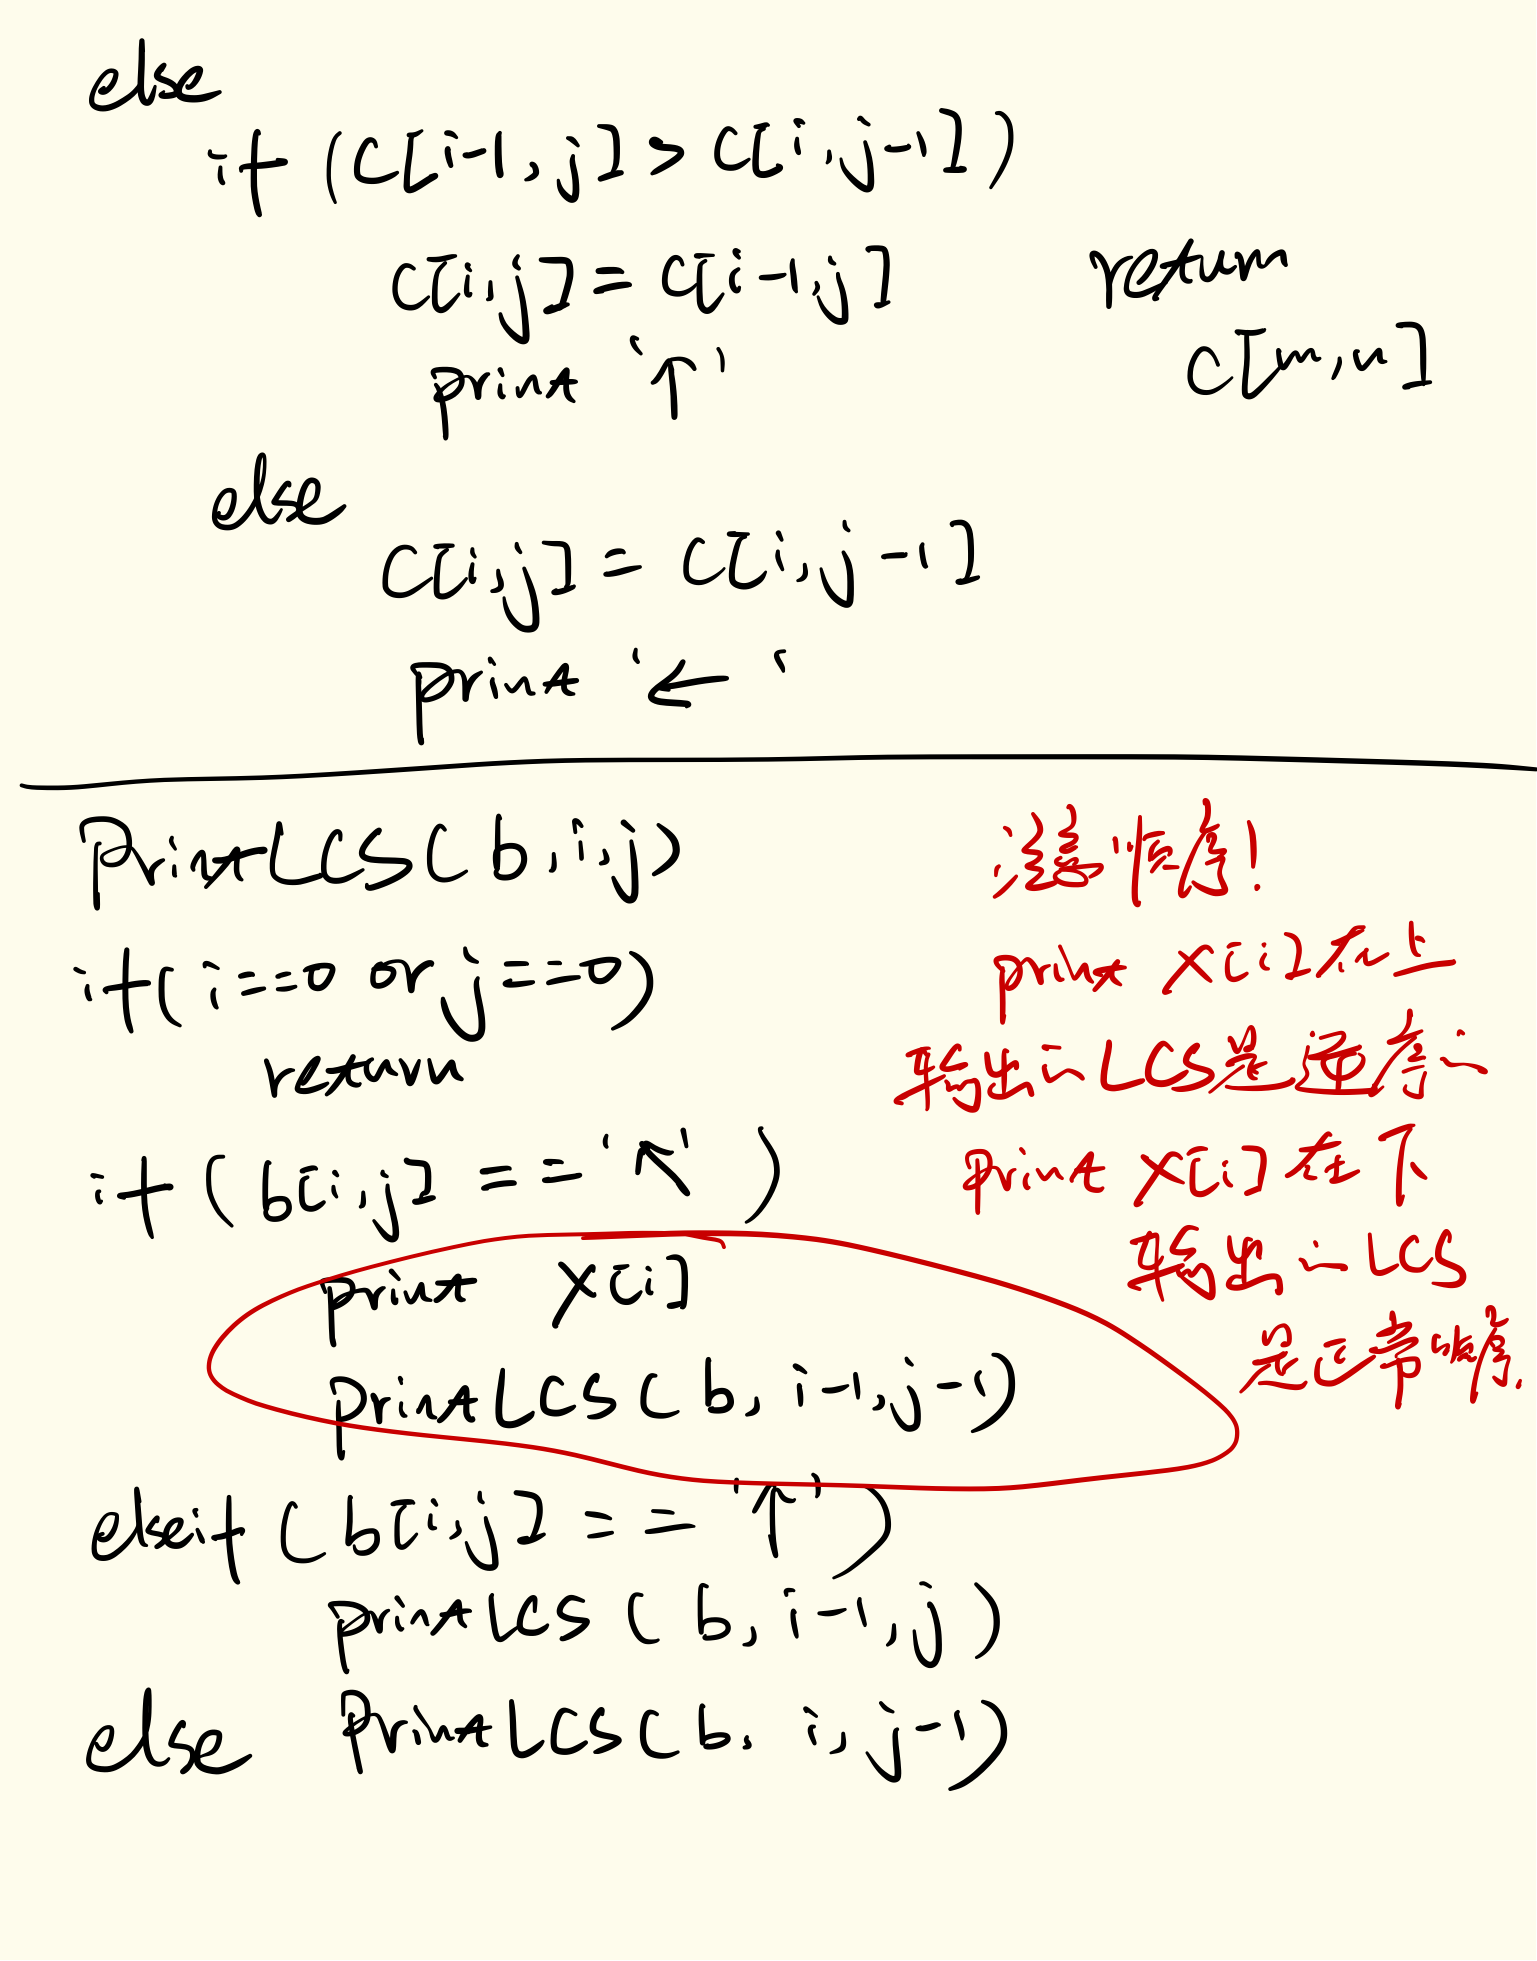 else
if (C[i-1, j] > C[i, j-1])
C[i,j] = C[i-1,j]
print '↑'
return
C[m,n]
else
C[i,j] = C[i, j-1]
print '← '
PrintLCS( b, i, j)
if( i==0 or j==0)
return
if ( b[i,j] == '↖' )
print X[i]
printLCS( b, i-1, j-1)
elseif ( b[i,j] == '↑')
printLCS ( b, i-1, j )
else PrintLCS( b, i, j-1)
注意顺序!
print X[i]在上
输出的LCS是逆序的
print X[i] 在下
输出的LCS
是正常顺序.